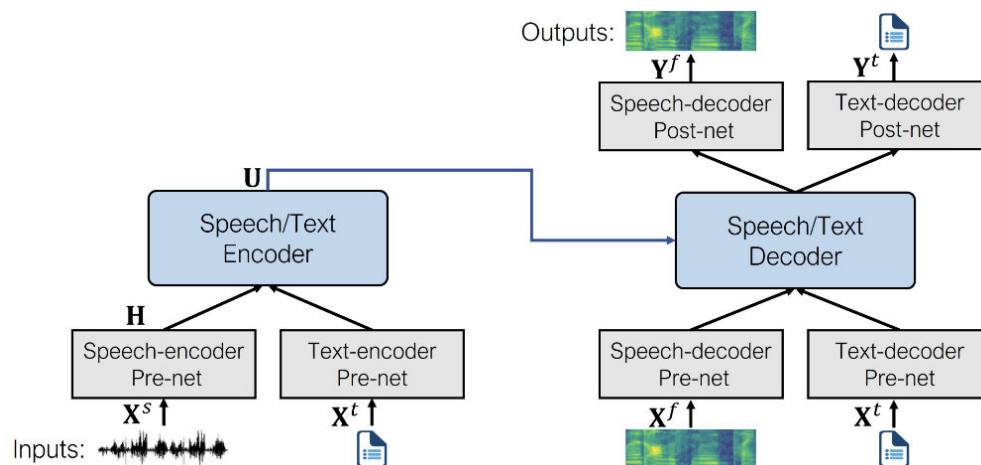 Outputs:
Y^f
Y^t
Speech-decoder
Post-net
Text-decoder
Post-net
U
Speech/Text
Encoder
Speech/Text
Decoder
H
Speech-encoder
Pre-net
Text-encoder
Pre-net
Speech-decoder
Pre-net
Text-decoder
Pre-net
X^s
X^t
X^f
X^t
Inputs: